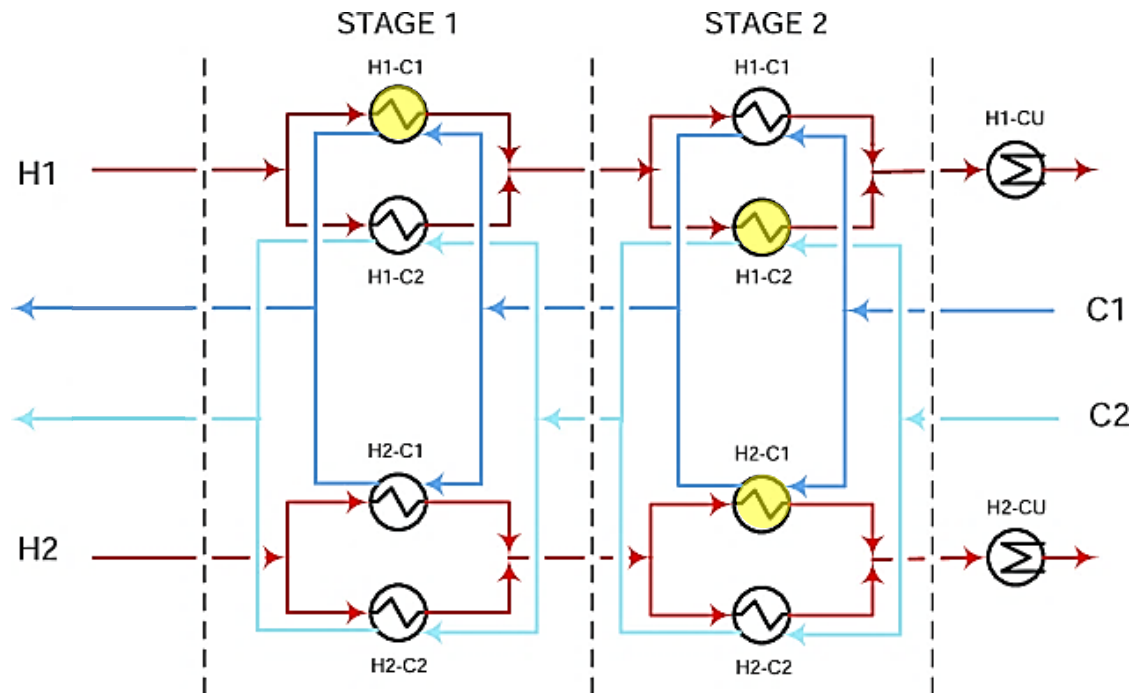 STAGE 1
STAGE 2
H1-C1
H1-C1
H1-CU
H1
H1-C2
H1-C2
C1
C2
H2-C1
H2-C1
H2-CU
H2
H2-C2
H2-C2